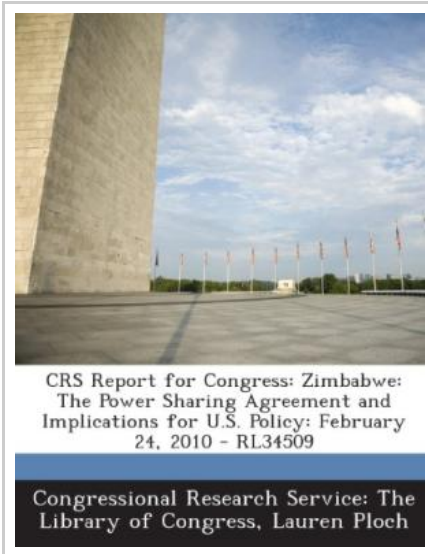 CRS Report for Congress: Zimbabwe:
The Power Sharing Agreement and
Implications for U.S. Policy: February
24, 2010 - RL34509
Congressional Research Service: The
Library of Congress, Lauren Ploch